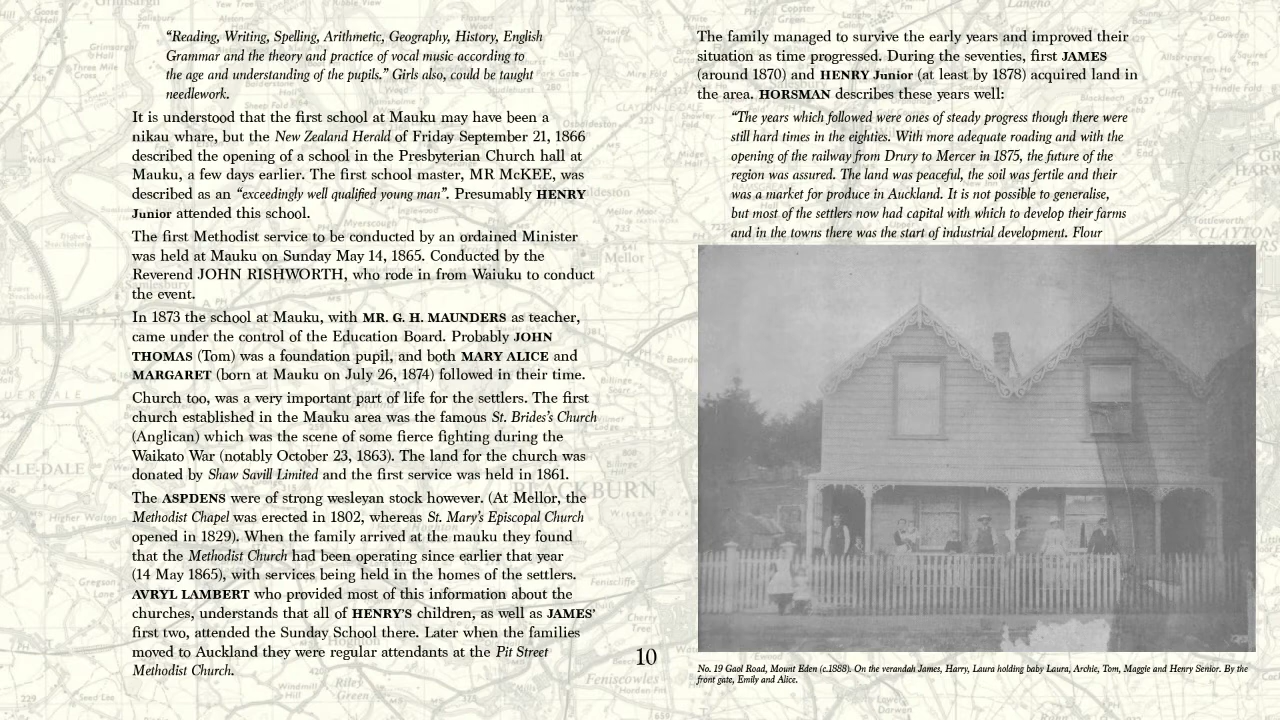 "Reading, Writing, Spelling, Arithmetic, Geography, History, English
Grammar and the theory and practice of vocal music according to
the age and understanding of the pupils." Girls also, could be taught
needlework.
It is understood that the first school at Mauku may have been a
nikau whare, but the New Zealand Herald of Friday September 21, 1866
described the opening of a school in the Presbyterian Church hall at
Mauku, a few days earlier. The first school master, MR McKEE, was
described as an "exceedingly well qualified young man". Presumably HENRY
Junior attended this school.
The first Methodist service to be conducted by an ordained Minister
was held at Mauku on Sunday May 14, 1865. Conducted by the
Reverend JOHN RISHWORTH, who rode in from Waiuku to conduct
the event.
In 1873 the school at Mauku, with MR. G. H. MAUNDERS as teacher,
came under the control of the Education Board. Probably JOHN
THOMAS (Tom) was a foundation pupil, and both MARY ALICE and
MARGARET (born at Mauku on July 26, 1874) followed in their time.
Church too, was a very important part of life for the settlers. The first
church established in the Mauku area was the famous St. Brides's Church
(Anglican) which was the scene of some fierce fighting during the
Waikato War (notably October 23, 1863). The land for the church was
donated by Shaw Savill Limited and the first service was held in 1861.
The ASPDENS were of strong wesleyan stock however. (At Mellor, the
Methodist Chapel was erected in 1802, whereas St. Mary's Episcopal Church
opened in 1829). When the family arrived at the mauku they found
that the Methodist Church had been operating since earlier that year
(14 May 1865), with services being held in the homes of the settlers.
AVRYL LAMBERT who provided most of this information about the
churches, understands that all of HENRY'S children, as well as JAMES'
first two, attended the Sunday School there. Later when the families
moved to Auckland they were regular attendants at the Pit Street
Methodist Church.
10
The family managed to survive the early years and improved their
situation as time progressed. During the seventies, first JAMES
(around 1870) and HENRY Junior (at least by 1878) acquired land in
the area. HORSMAN describes these years well:
"The years which followed were ones of steady progress though there were
still hard times in the eighties. With more adequate roading and with the
opening of the railway from Drury to Mercer in 1875, the future of the
region was assured. The land was peaceful, the soil was fertile and their
was a market for produce in Auckland. It is not possible to generalise,
but most of the settlers now had capital with which to develop their farms
and in the towns there was the start of industrial development. Flour
No. 19 Gaol Road, Mount Eden (c.1888). On the verandah James, Harry, Laura holding baby Laura, Archie, Tom, Maggie and Henry Senior. By the
front gate, Emily and Alice.